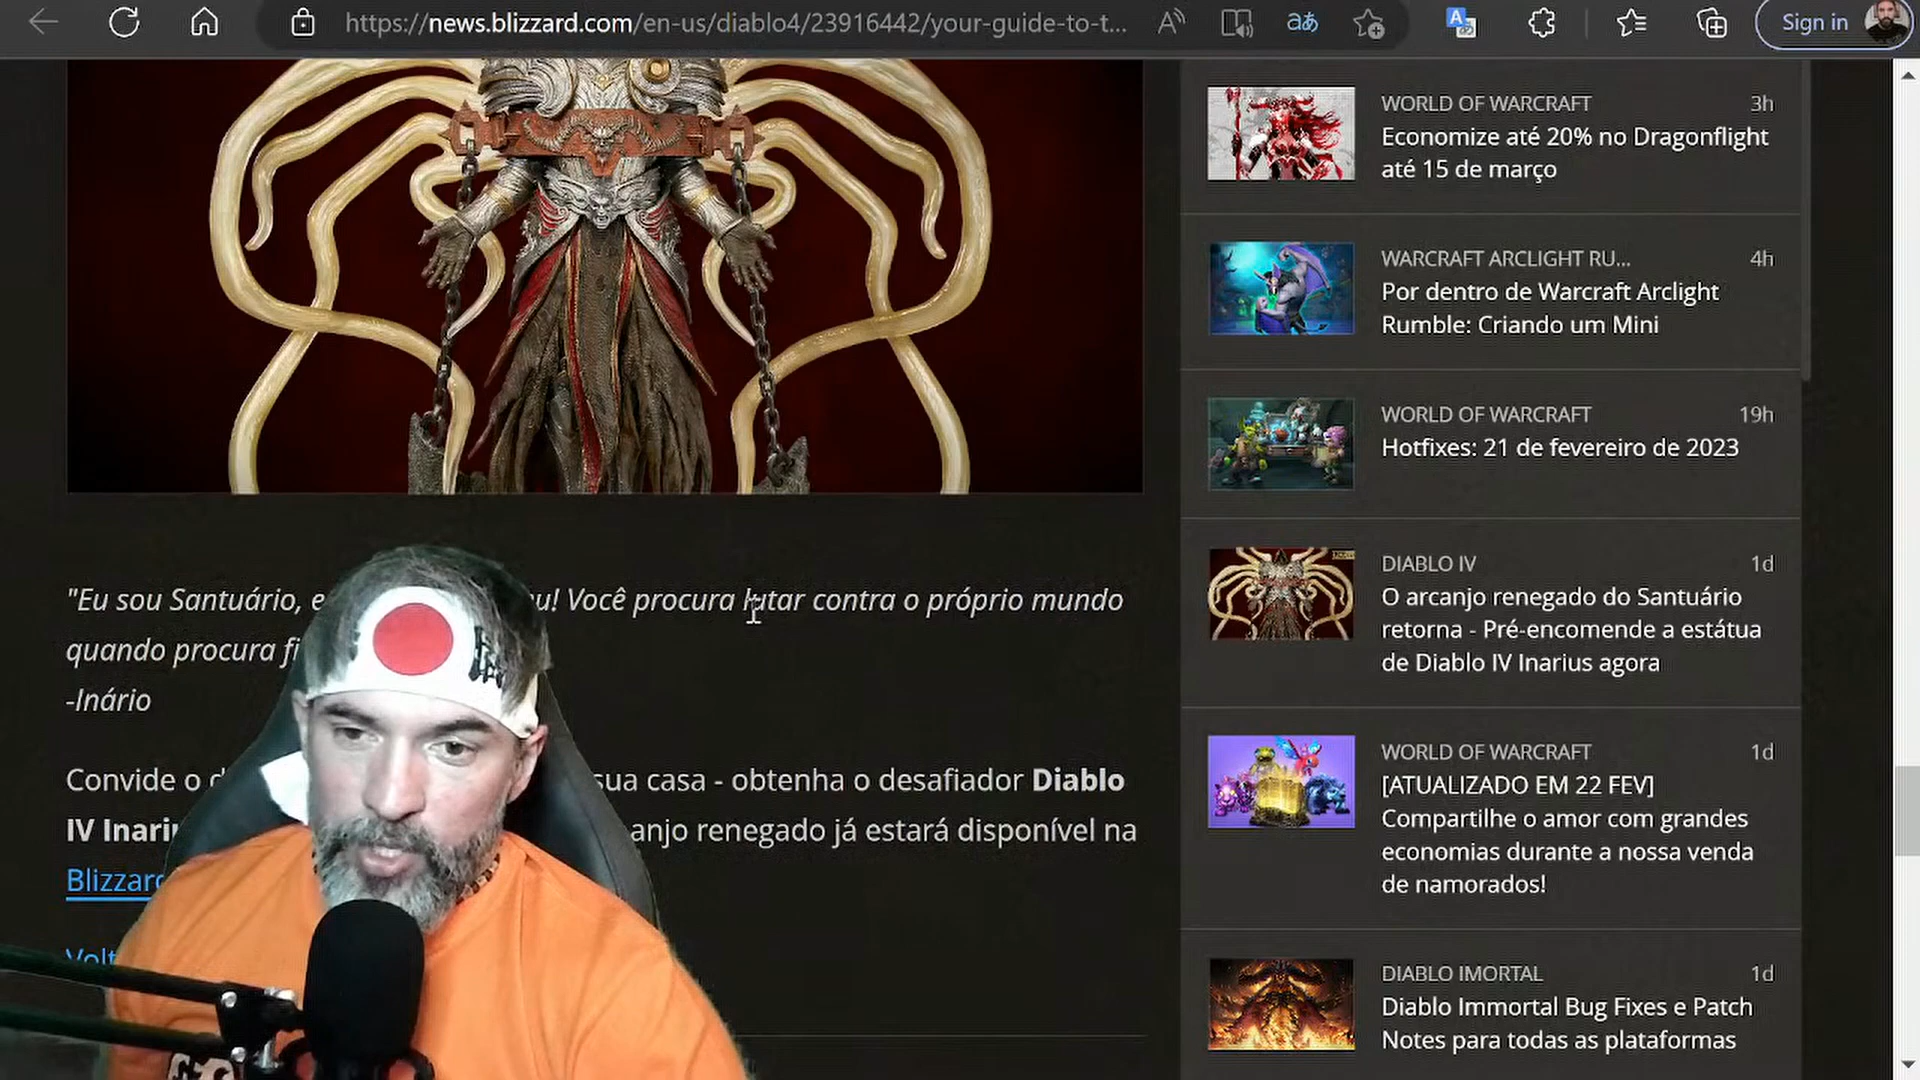 https://news.blizzard.com/en-us/diablo4/23916442/your-guide-to-t...
Sign in
"Eu sou Santuário, e
u! Você procura lutar contra o próprio mundo
quando procura fi
-Inário
Convide o d
sua casa - obtenha o desafiador Diablo
IV Inariu
anjo renegado já estará disponível na
Blizzard
Volt
WORLD OF WARCRAFT
3h
Economize até 20% no Dragonflight
até 15 de março
WARCRAFT ARCLIGHT RU...
4h
Por dentro de Warcraft Arclight
Rumble: Criando um Mini
WORLD OF WARCRAFT
19h
Hotfixes: 21 de fevereiro de 2023
DIABLO IV
1d
O arcanjo renegado do Santuário
retorna - Pré-encomende a estátua
de Diablo IV Inarius agora
WORLD OF WARCRAFT
1d
[ATUALIZADO EM 22 FEV]
Compartilhe o amor com grandes
economias durante a nossa venda
de namorados!
DIABLO IMORTAL
1d
Diablo Immortal Bug Fixes e Patch
Notes para todas as plataformas